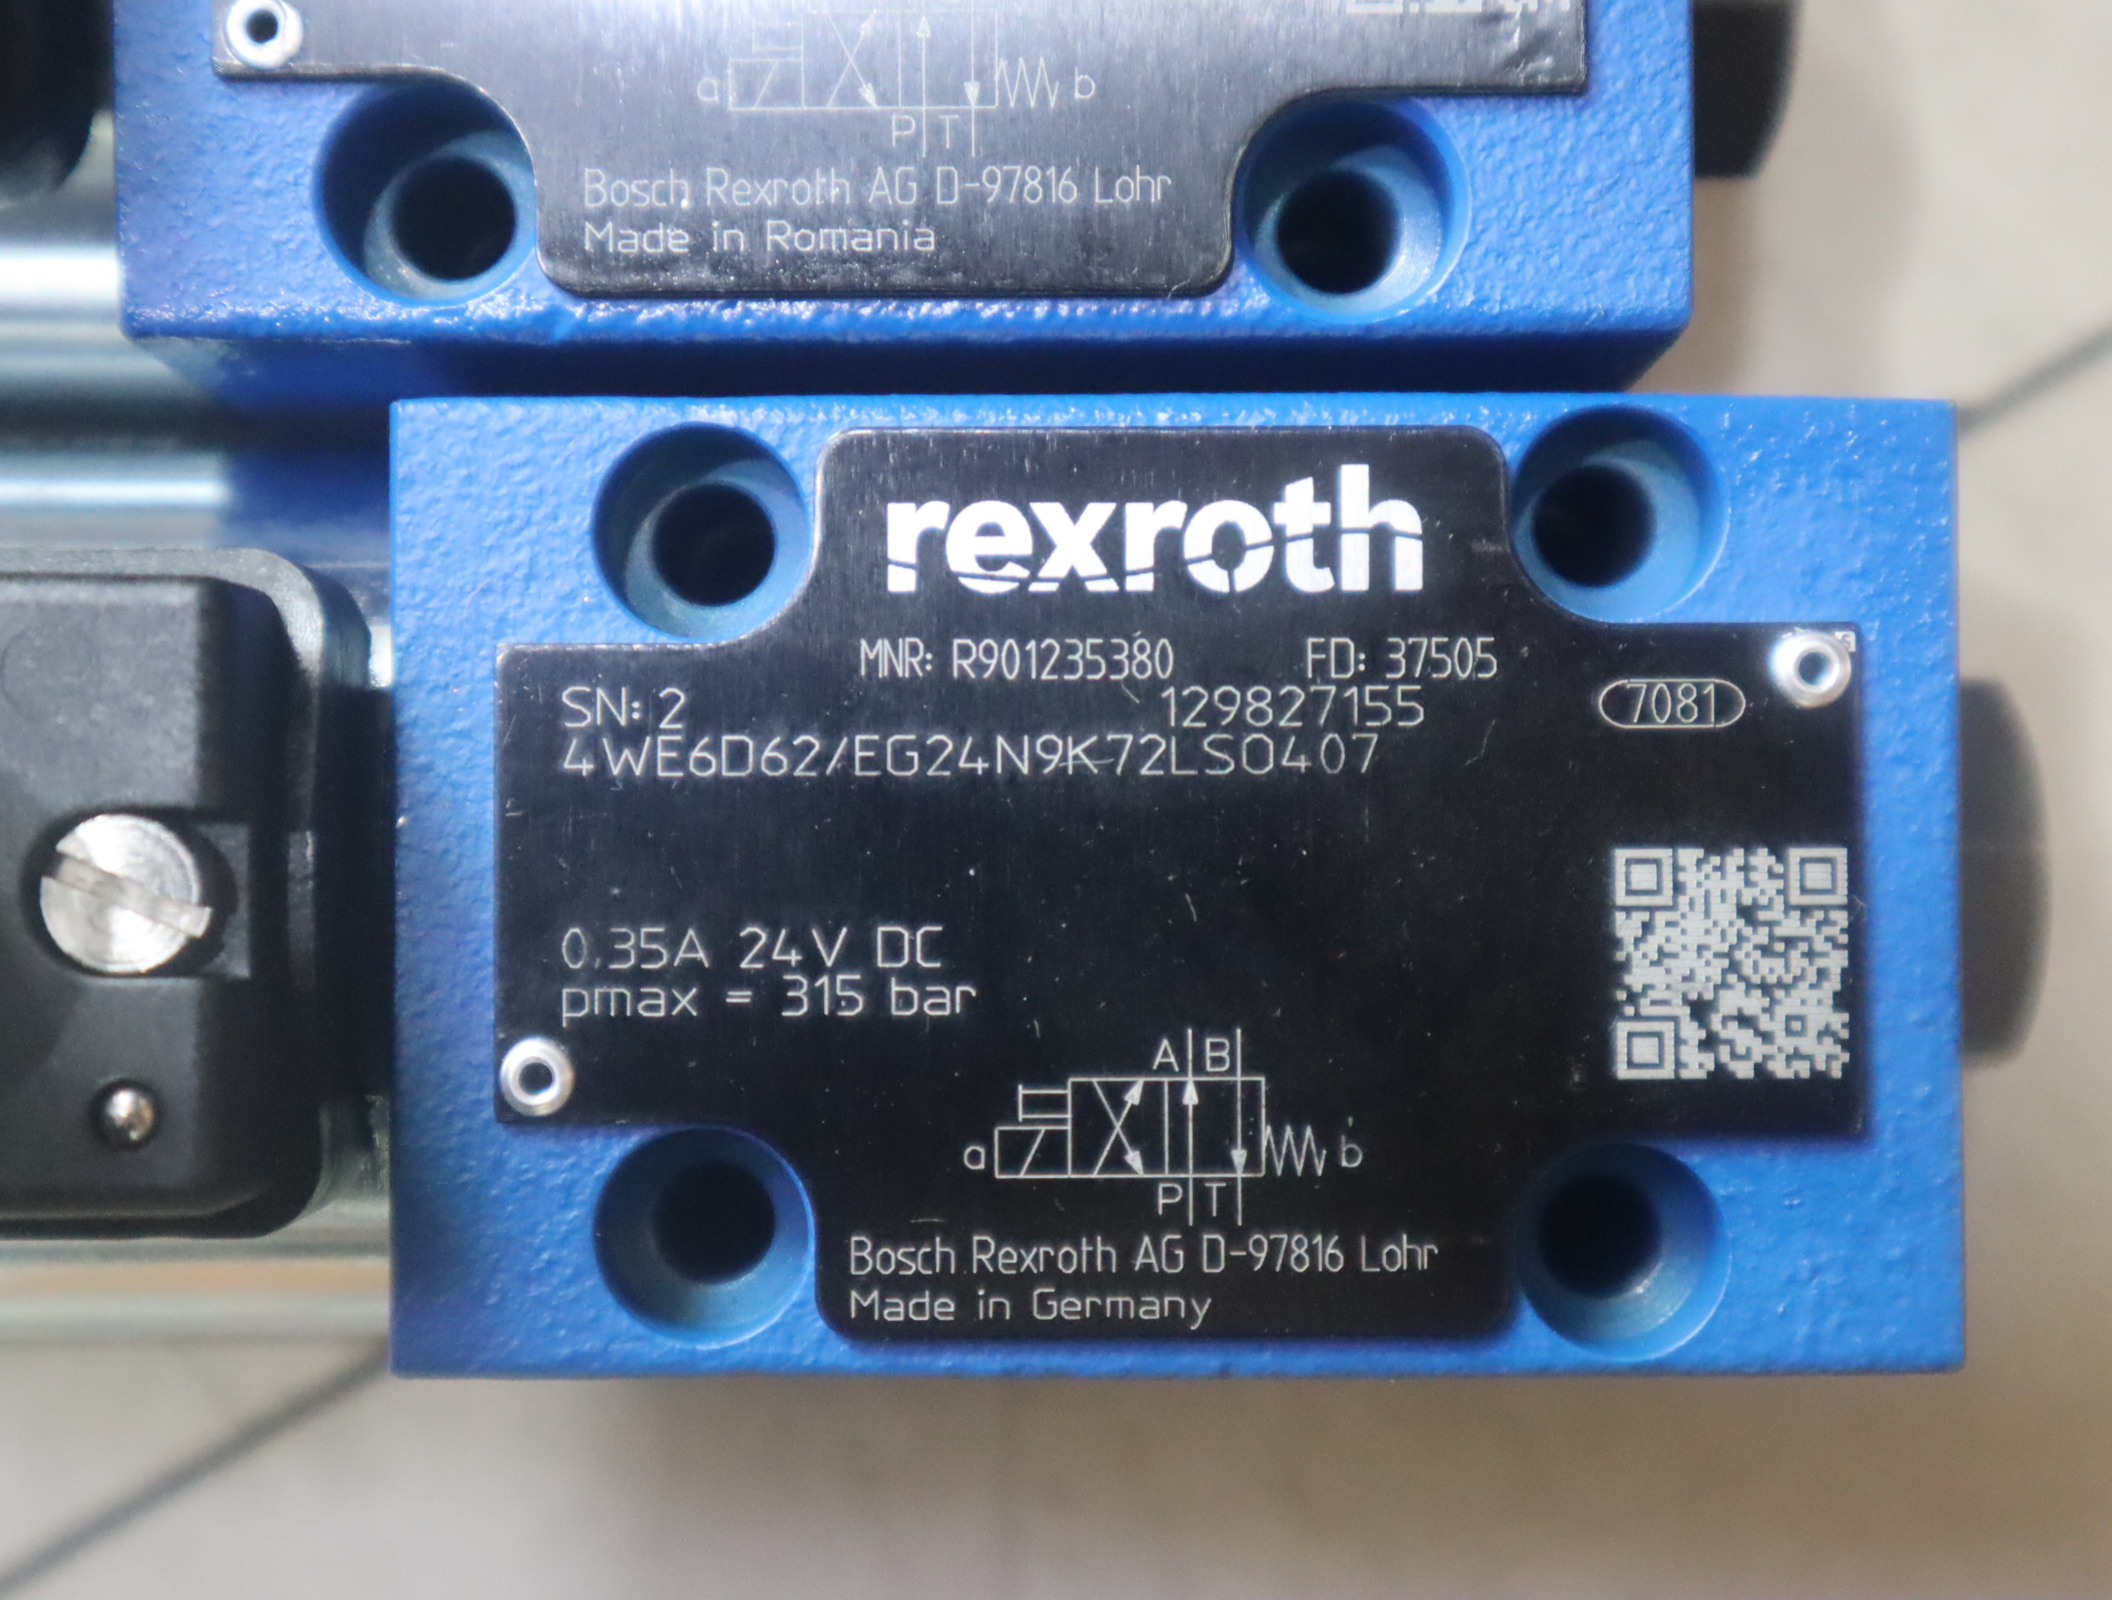 a b
P T
Bosch Rexroth AG D-97816 Lohr
Made in Romania
rexroth
MNR: R901235380 FD: 37505
SN: 2 129827155 7081
4WE6D62/EG24N9K72LSO407
0.35A 24V DC
pmax = 315 bar
A B
a b
P T
Bosch Rexroth AG D-97816 Lohr
Made in Germany